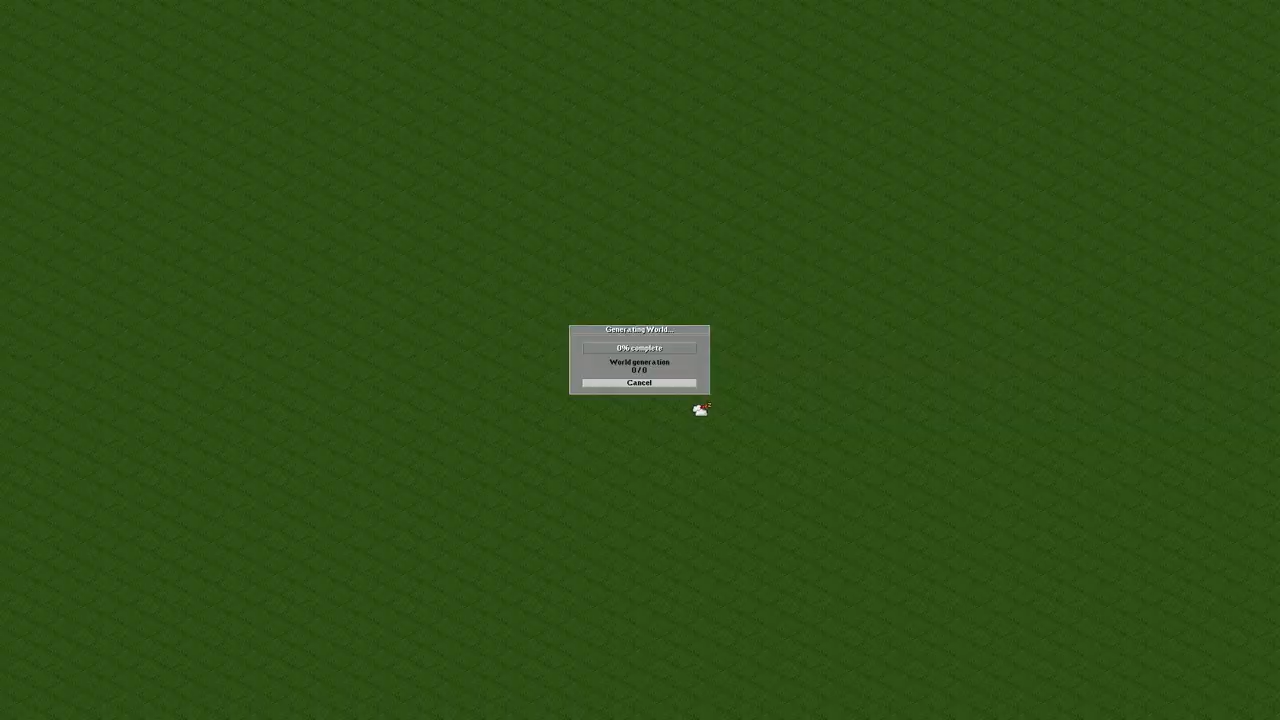 Generating World...
0% complete
World generation
0 / 0
Cancel